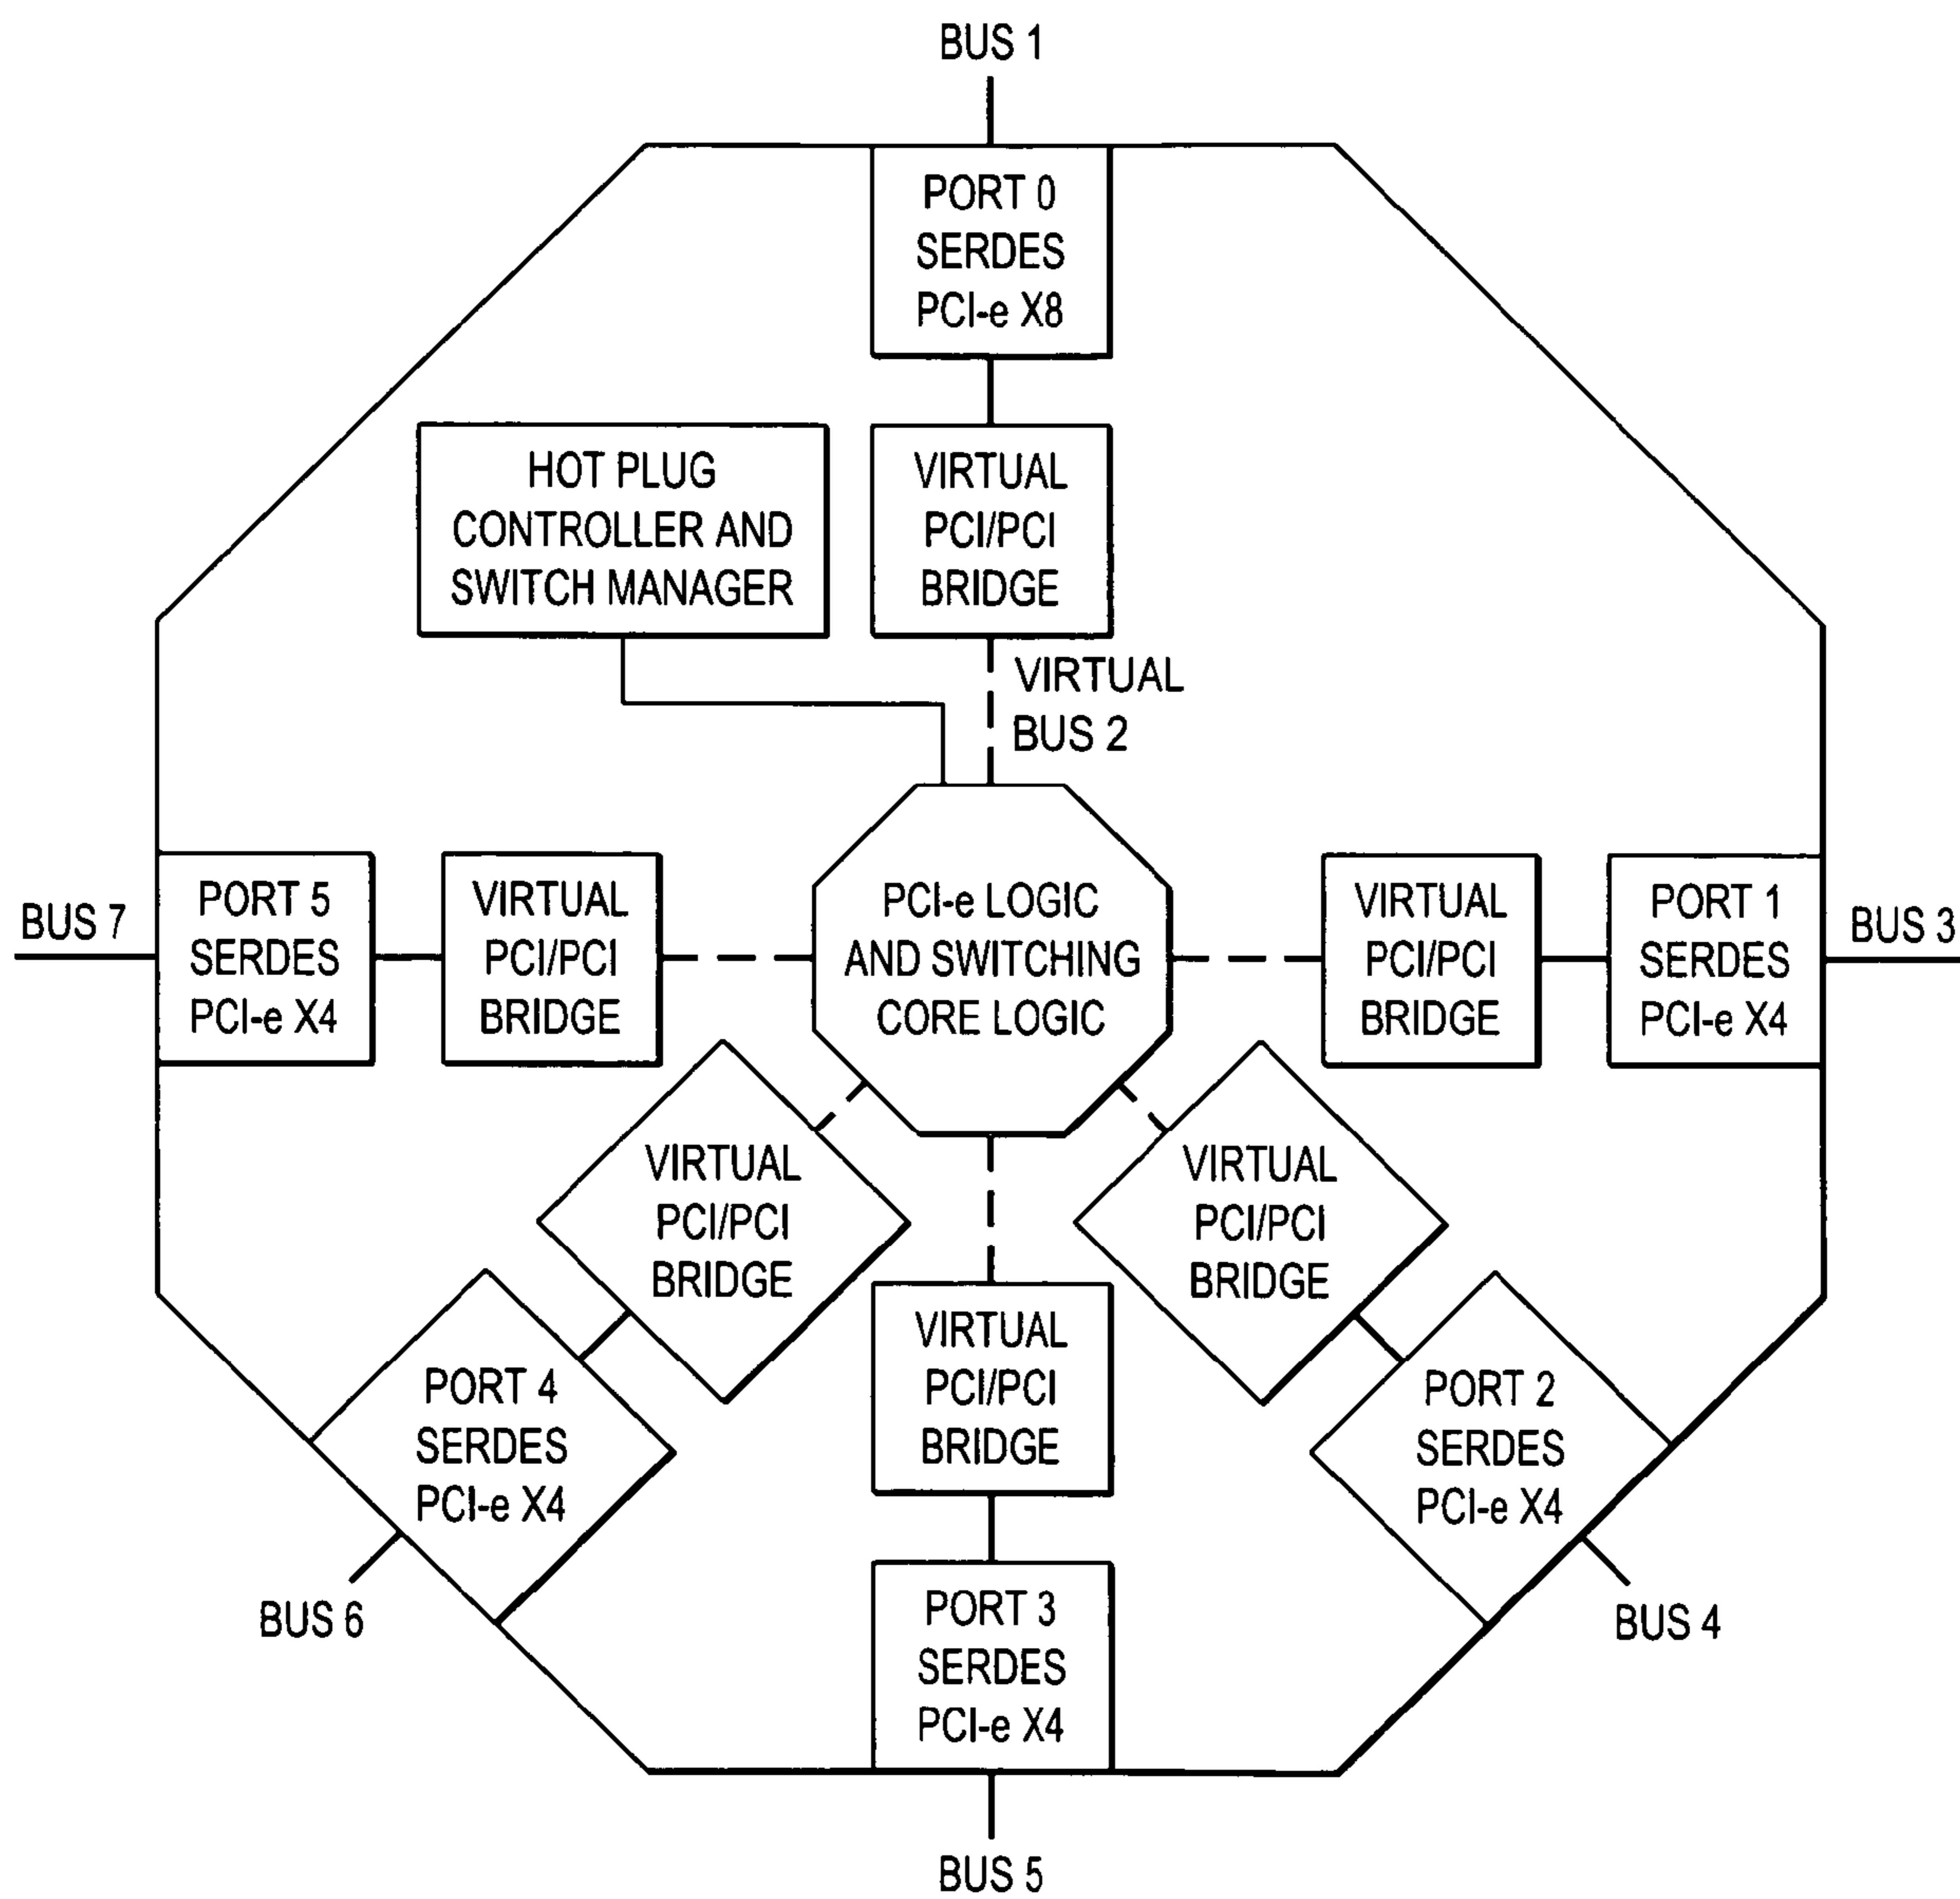 BUS 1
PORT 0
SERDES
PCI-e X8
HOT PLUG
CONTROLLER AND
SWITCH MANAGER
VIRTUAL
PCI/PCI
BRIDGE
VIRTUAL
BUS 2
BUS 7
PORT 5
SERDES
PCI-e X4
VIRTUAL
PCI/PCI
BRIDGE
PCI-e LOGIC
AND SWITCHING
CORE LOGIC
VIRTUAL
PCI/PCI
BRIDGE
PORT 1
SERDES
PCI-e X4
BUS 3
VIRTUAL
PCI/PCI
BRIDGE
VIRTUAL
PCI/PCI
BRIDGE
VIRTUAL
PCI/PCI
BRIDGE
PORT 4
SERDES
PCI-e X4
PORT 2
SERDES
PCI-e X4
BUS 6
PORT 3
SERDES
PCI-e X4
BUS 4
BUS 5